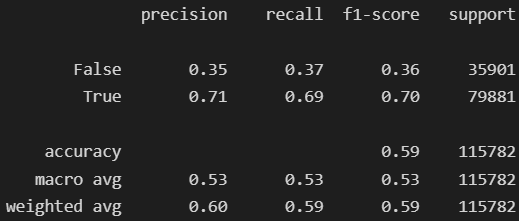 precision recall f1-score support
False 0.35 0.37 0.36 35901
True 0.71 0.69 0.70 79881
accuracy 0.59 115782
macro avg 0.53 0.53 0.53 115782
weighted avg 0.60 0.59 0.59 115782